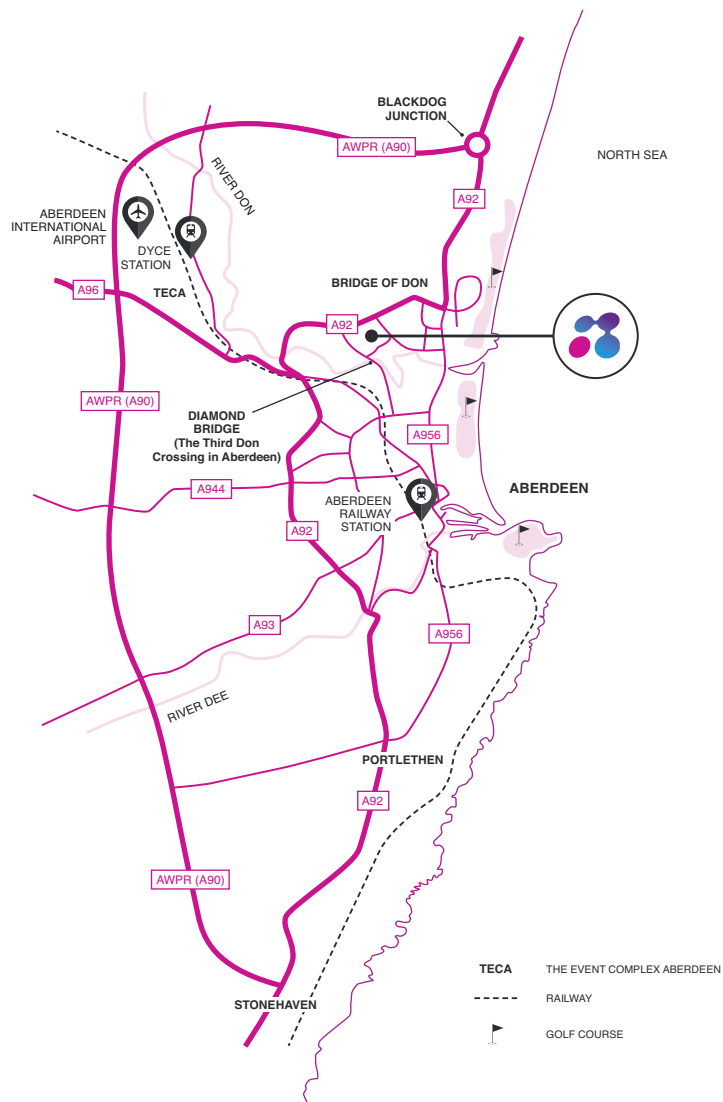 BLACKDOG
JUNCTION
AWPR (A90)
NORTH SEA
RIVER DON
A92
ABERDEEN
INTERNATIONAL
AIRPORT
DYCE
STATION
TECA
A96
BRIDGE OF DON
A92
AWPR (A90)
DIAMOND
BRIDGE
(The Third Don
Crossing in Aberdeen)
A956
A944
ABERDEEN
RAILWAY
STATION
ABERDEEN
A92
A93
A956
RIVER DEE
PORTLETHEN
A92
AWPR (A90)
STONEHAVEN
TECA THE EVENT COMPLEX ABERDEEN
RAILWAY
GOLF COURSE